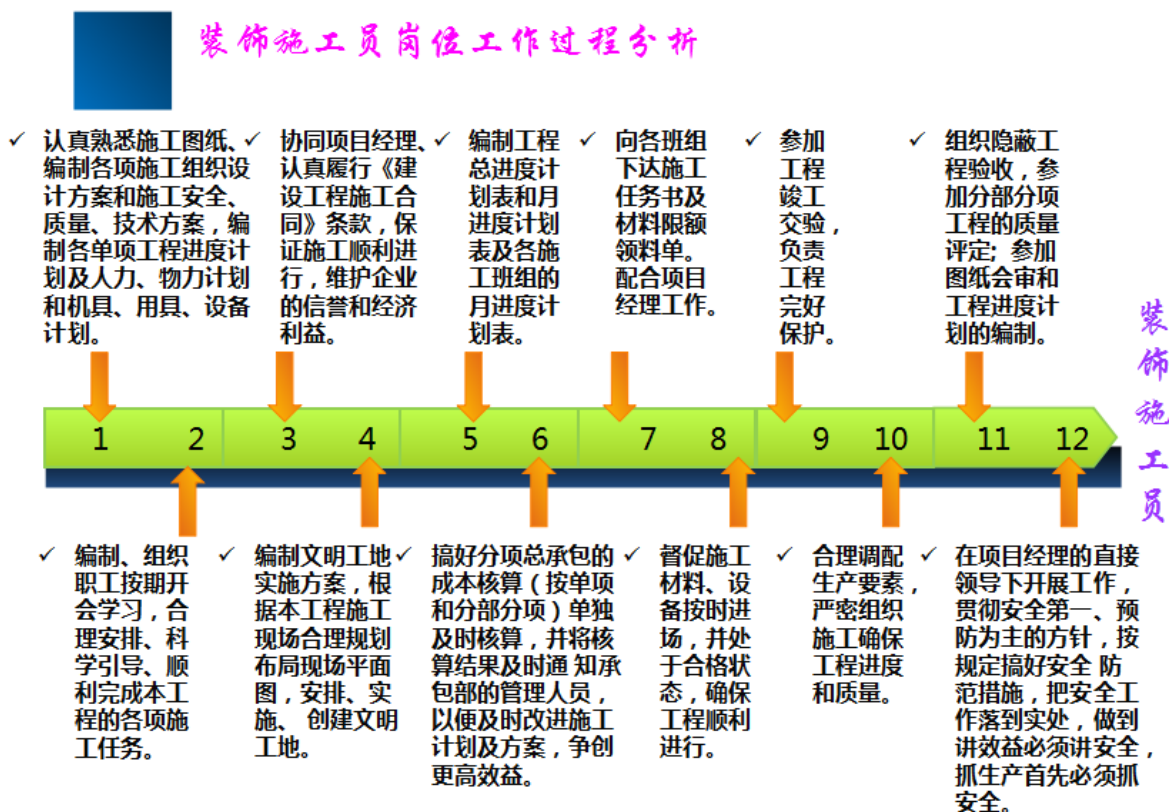 装饰施工员岗位工作过程分析
认真熟悉施工图纸、
编制各项施工组织设
计方案和施工安全、
质量、技术方案，编
制各单项工程进度计
划及人力、物力计划
和机具、用具、设备
计划。
协同项目经理、
认真履行《建
设工程施工合
同》条款，保
证施工顺利进
行，维护企业
的信誉和经济
利益。
编制工程
总进度计
划表和月
进度计划
表及各施
工班组的
月进度计
划表。
向各班组
下达施工
任务书及
材料限额
领料单。
配合项目
经理工作。
参加
工程
竣工
交验，
负责
工程
完好
保护。
组织隐蔽工
程验收，参
加分部分项
工程的质量
评定；参加
图纸会审和
工程进度计
划的编制。
1
2
3
4
5
6
7
8
9
10
11
12
装
饰
施
工
员
编制、组织
职工按期开
会学习，合
理安排、科
学引导、顺
利完成本工
程的各项施
工任务。
编制文明工地
实施方案，根
据本工程施工
现场合理规划
布局现场平面
图，安排、实
施、 创建文明
工地。
搞好分项总承包的
成本核算（按单项
和分部分项）单独
及时核算，并将核
算结果及时通 知承
包部的管理人员，
以便及时改进施工
计划及方案，争创
更高效益。
督促施工
材料、设
备按时进
场，并处
于合格状
态，确保
工程顺利
进行。
合理调配
生产要素，
严密组织
施工确保
工程进度
和质量。
在项目经理的直接
领导下开展工作，
贯彻安全第一、预
防为主的方针，按
规定搞好安全 防
范措施，把安全工
作落到实处，做到
讲效益必须讲安全，
抓生产首先必须抓
安全。